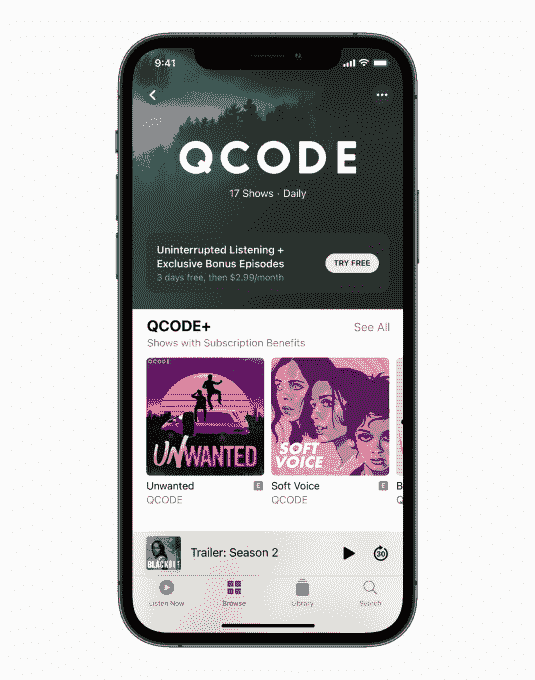 9:41
QCODE
17 Shows · Daily
Uninterrupted Listening +
Exclusive Bonus Episodes
3 days free, then $2.99/month
TRY FREE
QCODE+
See All
Shows with Subscription Benefits
QCODE
UNWANTED
SOFT
VOICE
Unwanted
E
Soft Voice
E
B
QCODE
QCODE
Q
BLACKOUT
Trailer: Season 2
30
Listen Now
Browse
Library
Search